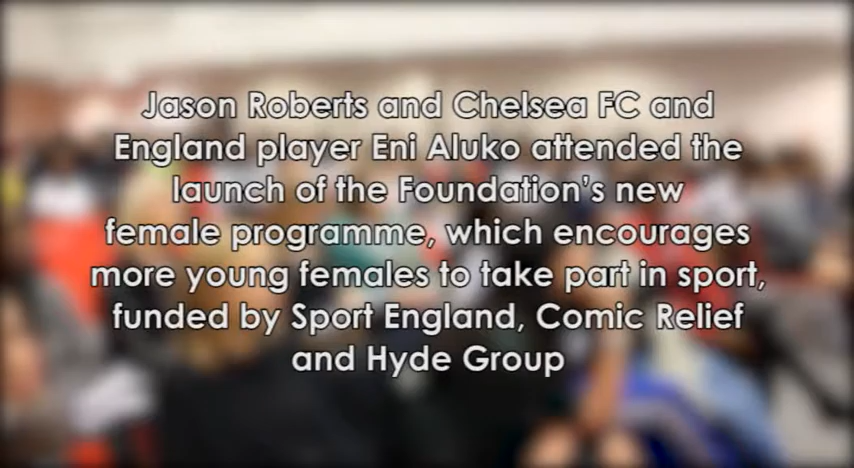 Jason Roberts and Chelsea FC and
England player Eni Aluko attended the
launch of the Foundation's new
female programme, which encourages
more young females to take part in sport,
funded by Sport England, Comic Relief
and Hyde Group